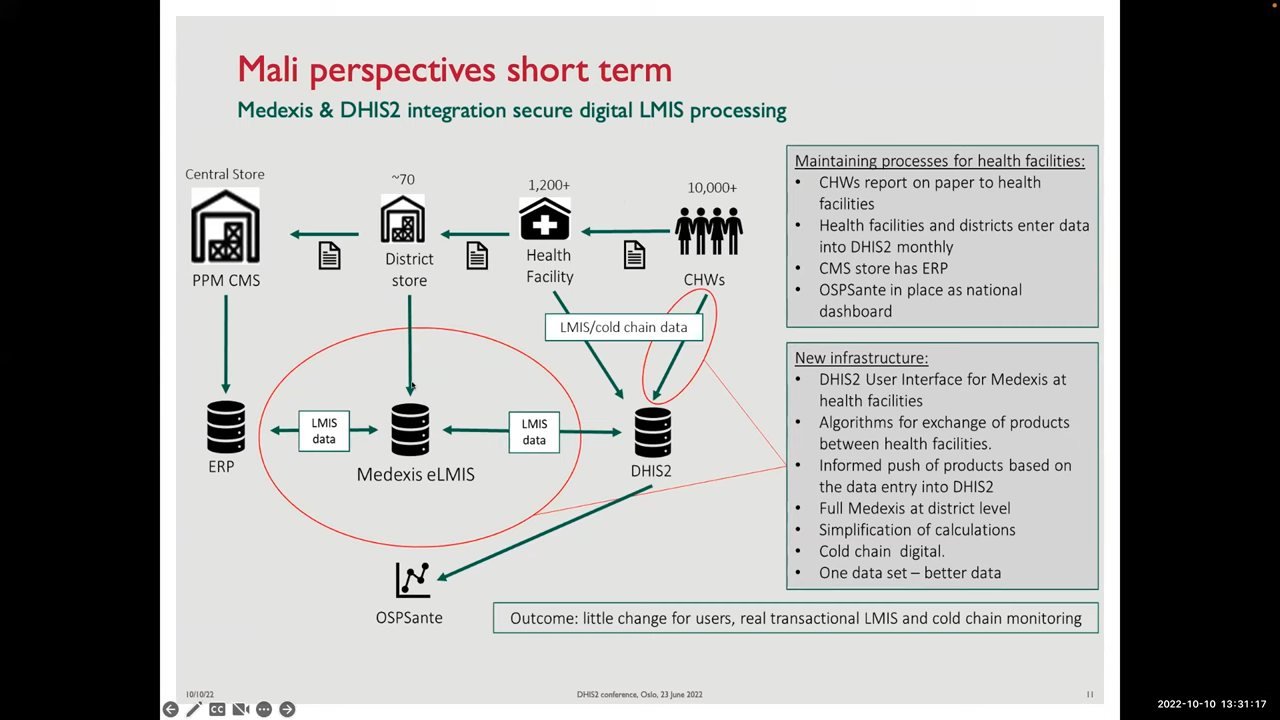 Mali perspectives short term
Medexis & DHIS2 integration secure digital LMIS processing
Central Store
~70
1,200+
10,000+
PPM CMS
District
store
Health
Facility
CHWs
LMIS/cold chain data
LMIS
data
LMIS
data
ERP
Medexis eLMIS
DHIS2
OSPSante
Maintaining processes for health facilities:
• CHWs report on paper to health
facilities
• Health facilities and districts enter data
into DHIS2 monthly
• CMS store has ERP
• OSPSante in place as national
dashboard
New infrastructure:
• DHIS2 User Interface for Medexis at
health facilities
• Algorithms for exchange of products
between health facilities.
• Informed push of products based on
the data entry into DHIS2
• Full Medexis at district level
• Simplification of calculations
• Cold chain digital.
• One data set – better data
Outcome: little change for users, real transactional LMIS and cold chain monitoring
10/10/22
DHIS2 conference, Oslo, 23 June 2022
11
CC
2022-10-10 13:31:17